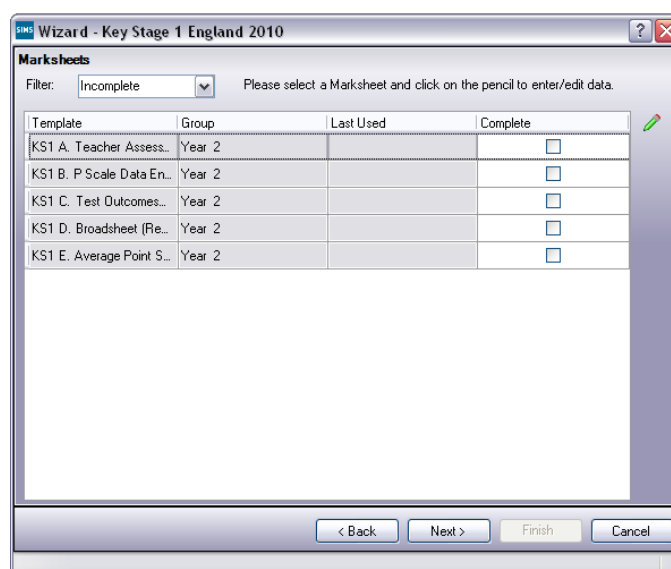 SIMS Wizard - Key Stage 1 England 2010 ?
Marksheets
Filter: Incomplete Please select a Marksheet and click on the pencil to enter/edit data.
Template Group Last Used Complete
KS1 A. Teacher Assess... Year 2
KS1 B. P Scale Data En... Year 2
KS1 C. Test Outcomes... Year 2
KS1 D. Broadsheet (Re... Year 2
KS1 E. Average Point S... Year 2
< Back Next > Finish Cancel